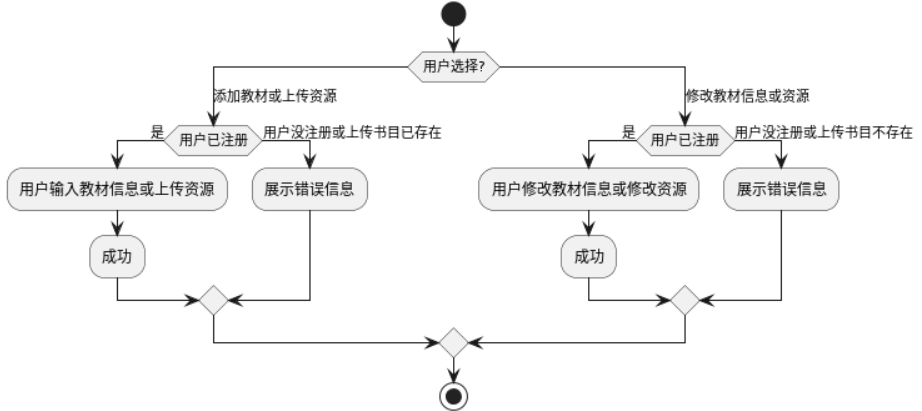 用户选择?
添加教材或上传资源
修改教材信息或资源
是
用户已注册
用户没注册或上传书目已存在
是
用户已注册
用户没注册或上传书目不存在
用户输入教材信息或上传资源
展示错误信息
用户修改教材信息或修改资源
展示错误信息
成功
成功